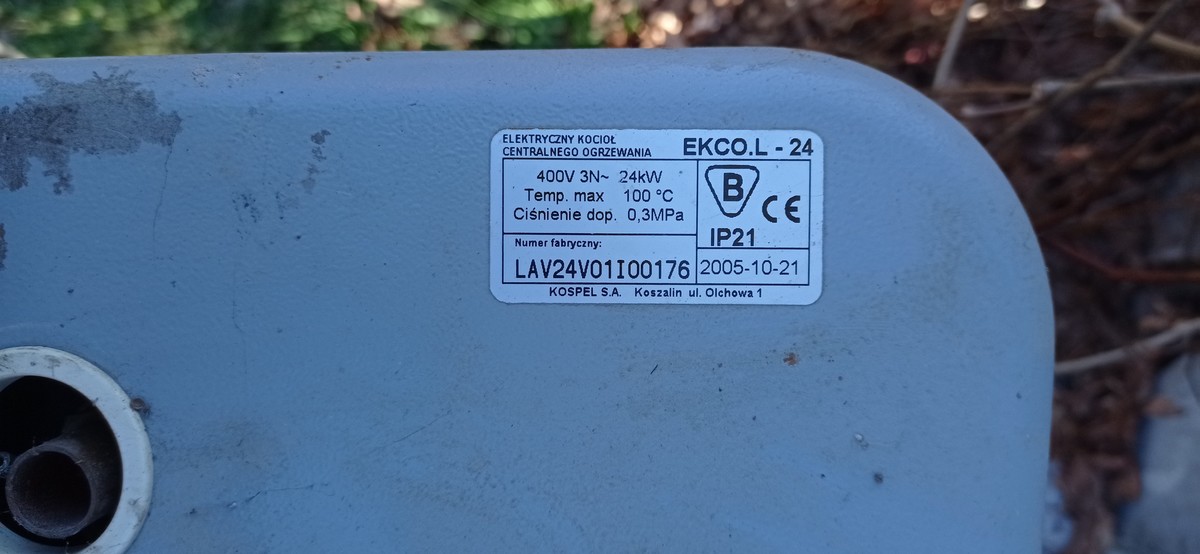 ELEKTRYCZNY KOCIOŁ
CENTRALNEGO OGRZEWANIA
EKCO.L - 24
400V 3N~ 24kW
Temp. max 100 °C
Ciśnienie dop. 0,3MPa
B
CE
IP21
Numer fabryczny:
LAV24V01I00176
2005-10-21
KOSPEL S.A. Koszalin ul. Olchowa 1